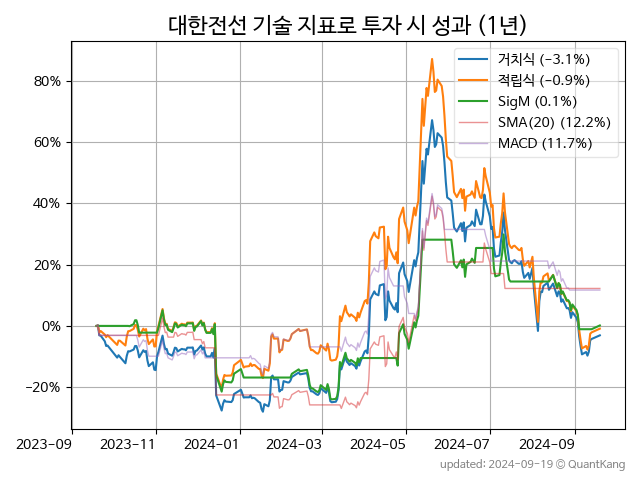 대한전선 기술 지표로 투자 시 성과 (1년)
거치식 (−3.1%)
적립식 (−0.9%)
SigM (0.1%)
SMA(20) (12.2%)
MACD (11.7%)
80%
60%
40%
20%
0%
−20%
2023-09 2023-11 2024-01 2024-03 2024-05 2024-07 2024-09
updated: 2024-09-19 © QuantKang